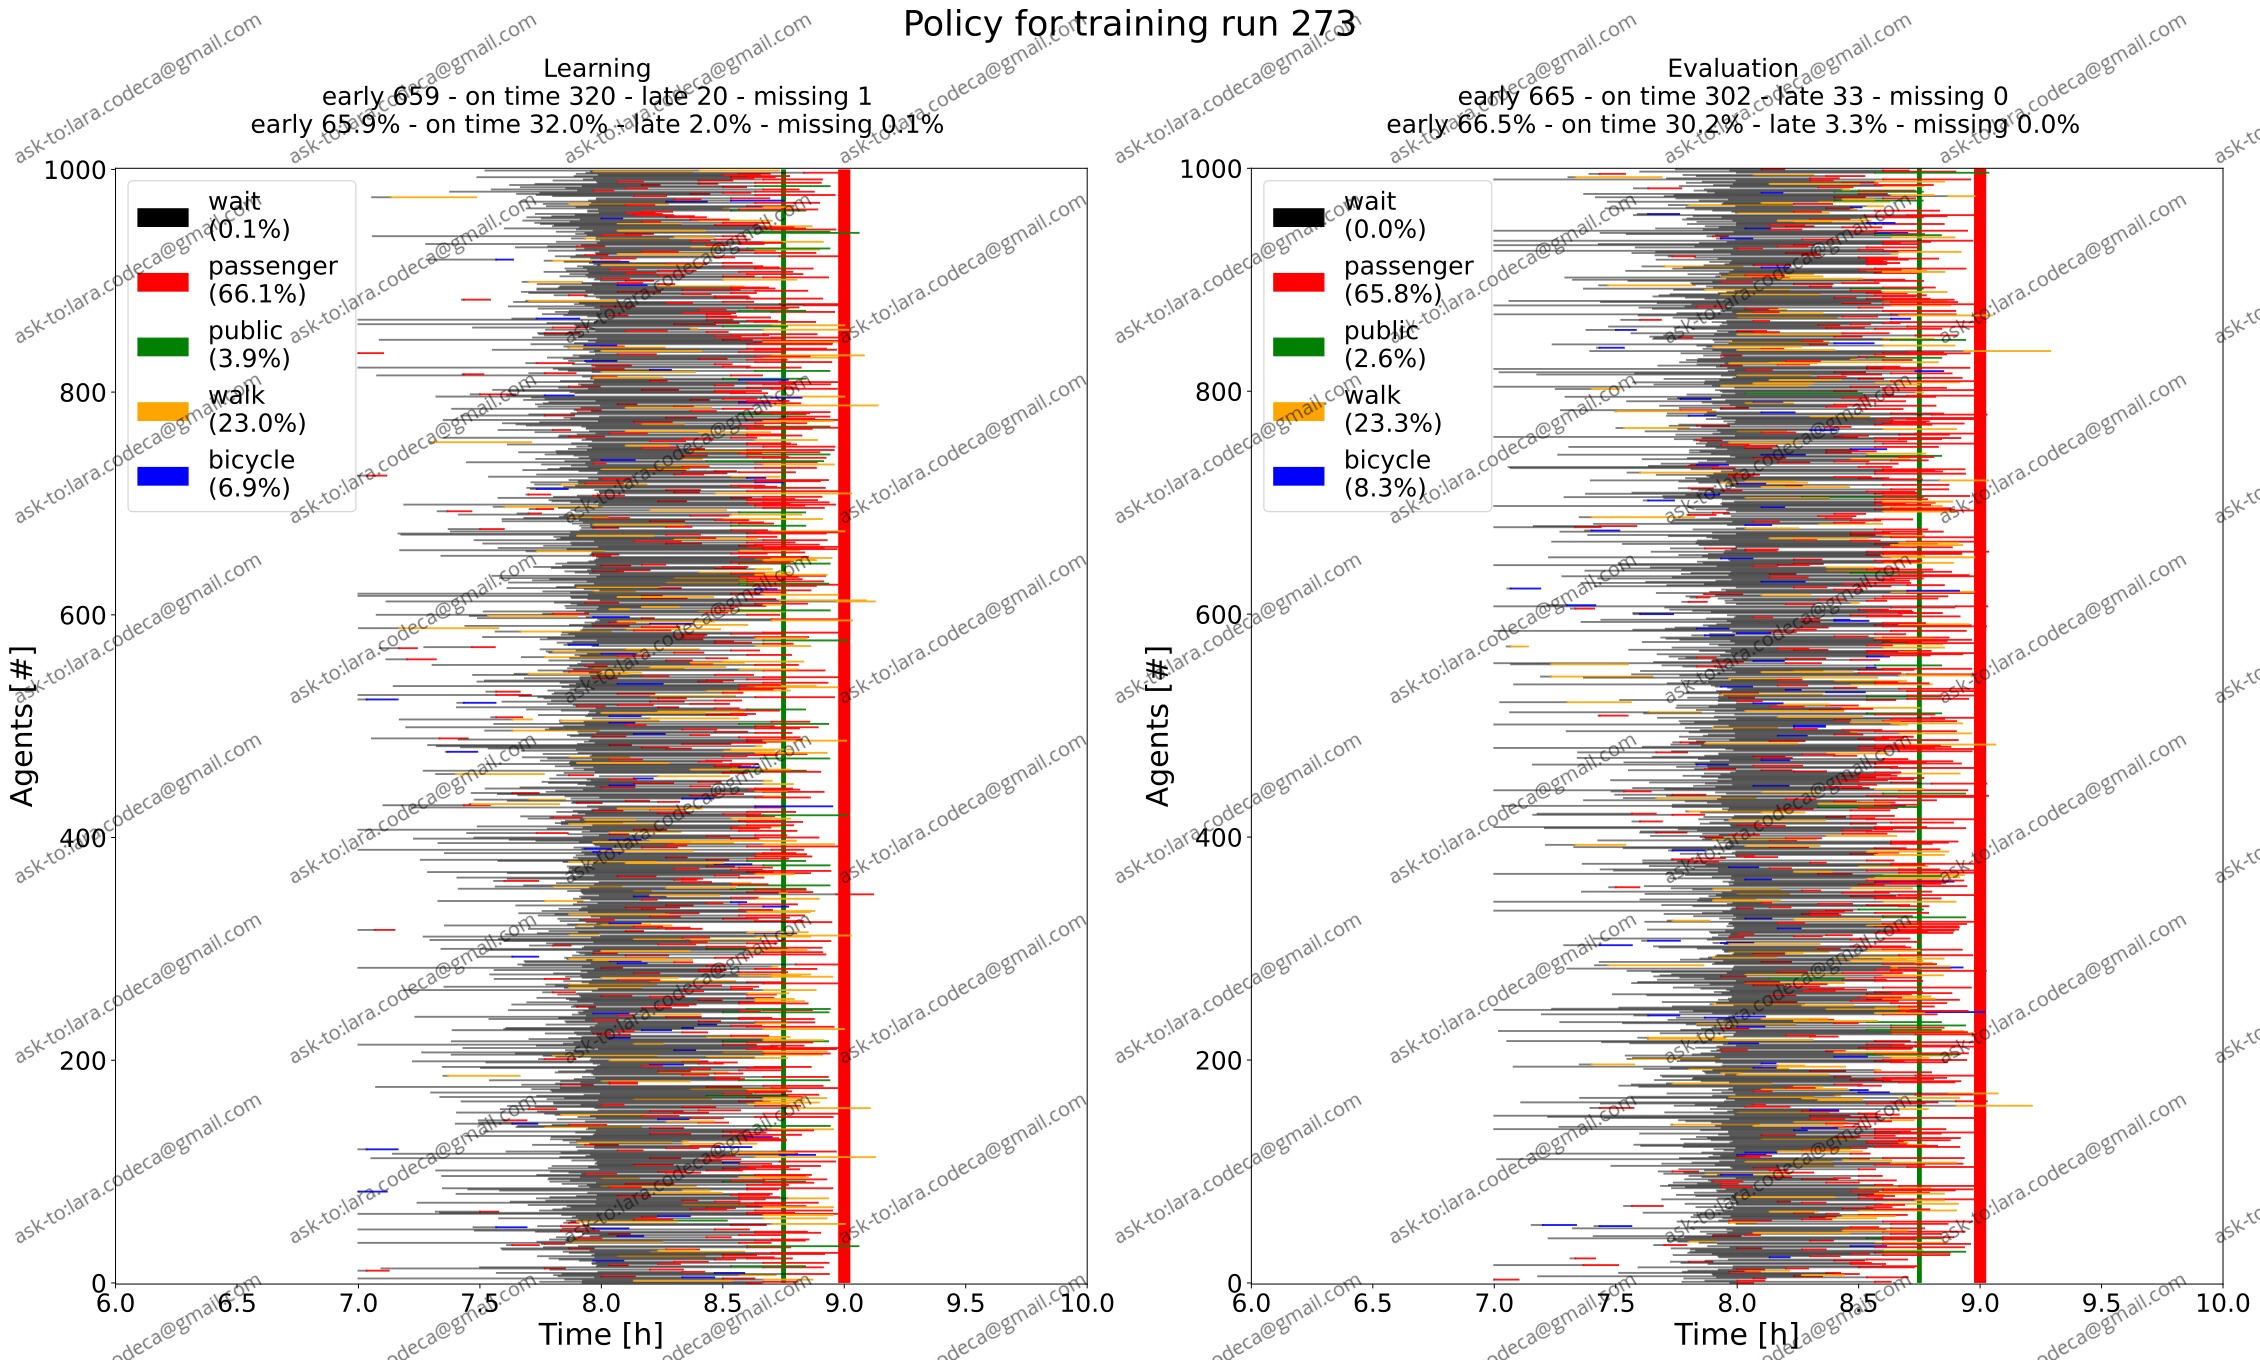 Policy for training run 273
Learning
early 659 - on time 320 - late 20 - missing 1
early 65.9% - on time 32.0% - late 2.0% - missing 0.1%
Evaluation
early 665 - on time 302 - late 33 - missing 0
early 66.5% - on time 30.2% - late 3.3% - missing 0.0%
wait
(0.1%)
passenger
(66.1%)
public
(3.9%)
walk
(23.0%)
bicycle
(6.9%)
Agents [#]
1000
800
600
400
200
0
6.0 6.5 7.0 7.5 8.0 8.5 9.0 9.5 10.0
Time [h]
wait
(0.0%)
passenger
(65.8%)
public
(2.6%)
walk
(23.3%)
bicycle
(8.3%)
Agents [#]
1000
800
600
400
200
0
6.0 6.5 7.0 7.5 8.0 8.5 9.0 9.5 10.0
Time [h]
ask-to:lara.codeca@gmail.com